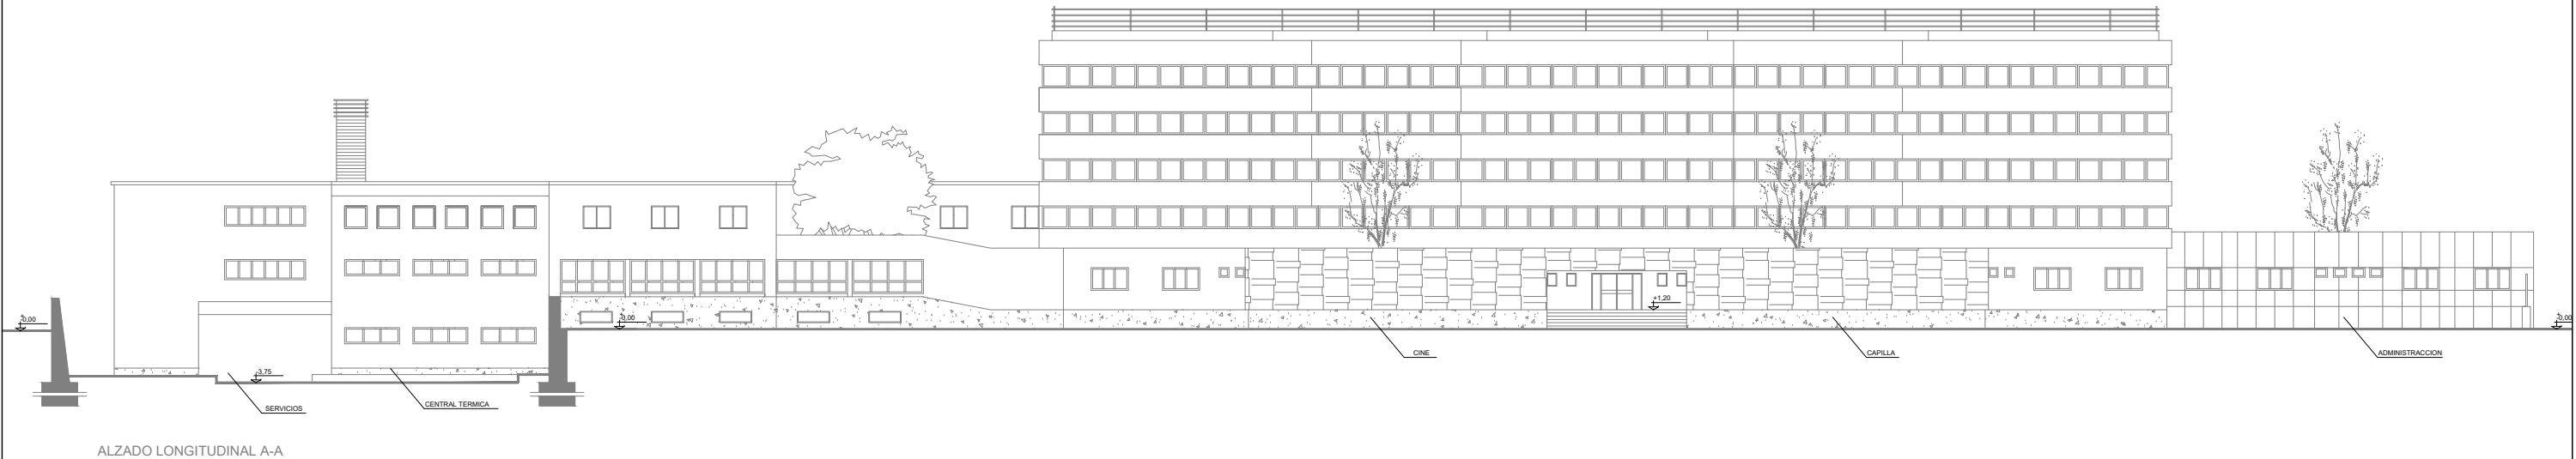 ±0,00
±0,00
+1,20
±0,00
CINE
CAPILLA
ADMINISTRACCION
-3,75
SERVICIOS
CENTRAL TERMICA
ALZADO LONGITUDINAL A-A